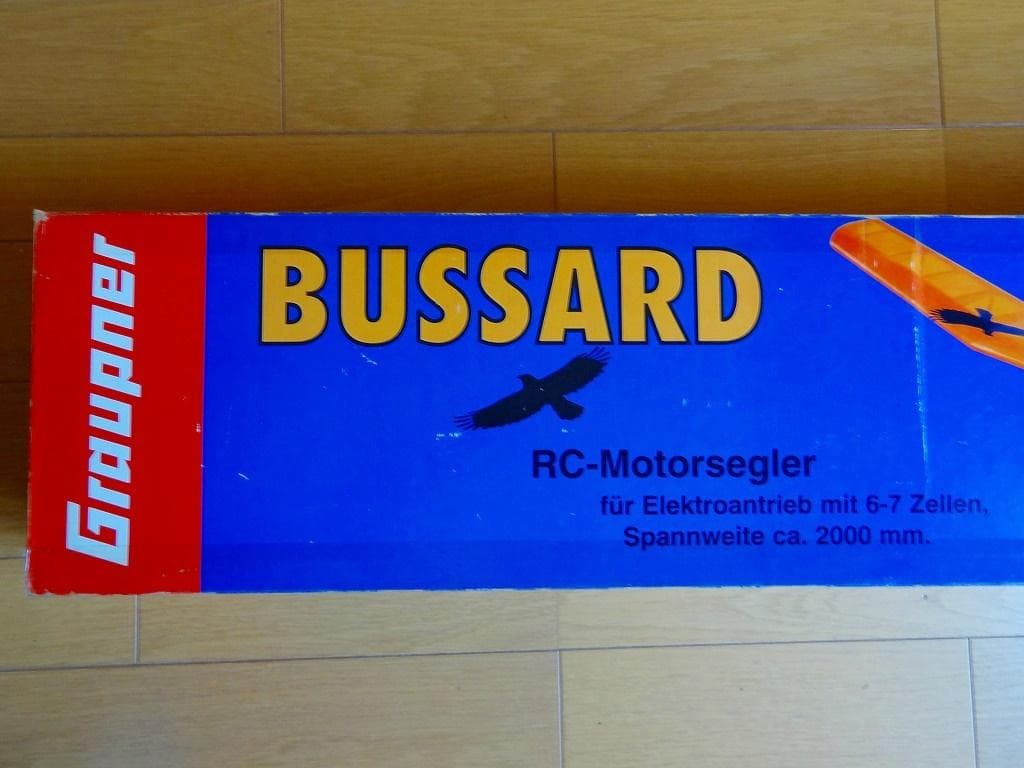 Graupner
BUSSARD
RC-Motorsegler
für Elektroantrieb mit 6-7 Zellen,
Spannweite ca. 2000 mm.